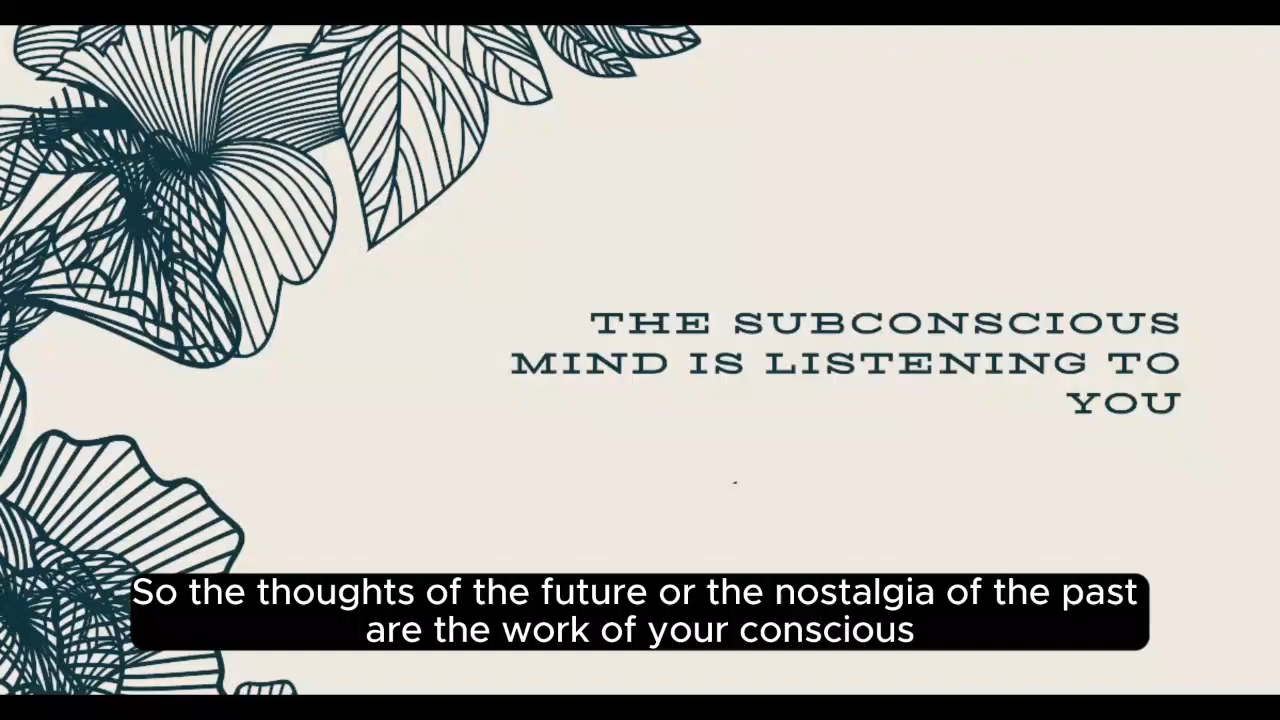 THE SUBCONSCIOUS
MIND IS LISTENING TO
YOU
So the thoughts of the future or the nostalgia of the past
are the work of your conscious